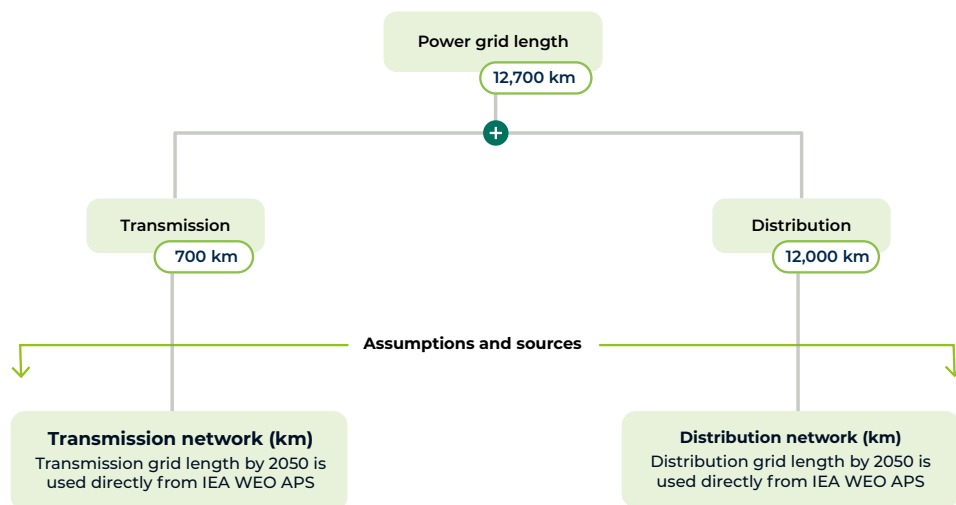 Power grid length
12,700 km
+
Transmission
700 km
Distribution
12,000 km
Assumptions and sources
Transmission network (km)
Transmission grid length by 2050 is
used directly from IEA WEO APS
Distribution network (km)
Distribution grid length by 2050 is
used directly from IEA WEO APS